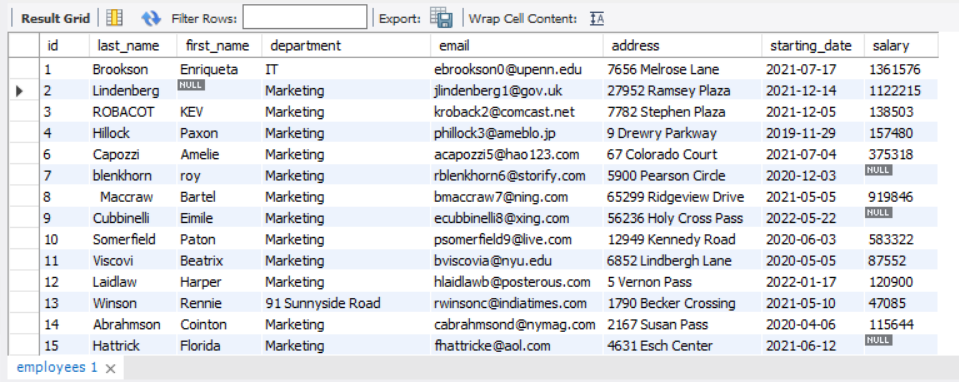 Result Grid Filter Rows: Export: Wrap Cell Content: IA
id last_name first_name department email address starting_date salary
1 Brookson Enriqueta IT ebrookson0@upenn.edu 7656 Melrose Lane 2021-07-17 1361576
2 Lindenberg NULL Marketing jlindenberg1@gov.uk 27952 Ramsey Plaza 2021-12-14 1122215
3 ROBACOT KEV Marketing kroback2@comcast.net 7782 Stephen Plaza 2021-12-05 138503
4 Hillock Paxon Marketing phillock3@ameblo.jp 9 Drewry Parkway 2019-11-29 157480
6 Capozzi Amelie Marketing acapozzi5@hao123.com 67 Colorado Court 2021-07-04 375318
7 blenkhorn roy Marketing rblenkhorn6@storify.com 5900 Pearson Circle 2020-12-03 NULL
8 Maccraw Bartel Marketing bmaccraw7@ning.com 65299 Ridgeview Drive 2021-05-05 919846
9 Cubbinelli Eimile Marketing ecubbinelli8@xing.com 56236 Holy Cross Pass 2022-05-22 NULL
10 Somerfield Paton Marketing psomerfield9@live.com 12949 Kennedy Road 2020-06-03 583322
11 Viscovi Beatrix Marketing bviscovia@nyu.edu 6852 Lindbergh Lane 2020-05-05 87552
12 Laidlaw Harper Marketing hlaidlawb@posterous.com 5 Vernon Pass 2022-01-17 120900
13 Winson Rennie 91 Sunnyside Road rwinsonc@indiatimes.com 1790 Becker Crossing 2021-05-10 47085
14 Abrahmson Cointon Marketing cabrahmsond@nymag.com 2167 Susan Pass 2020-04-06 115644
15 Hattrick Florida Marketing fhattricke@aol.com 4631 Esch Center 2021-06-12 NULL
employees 1